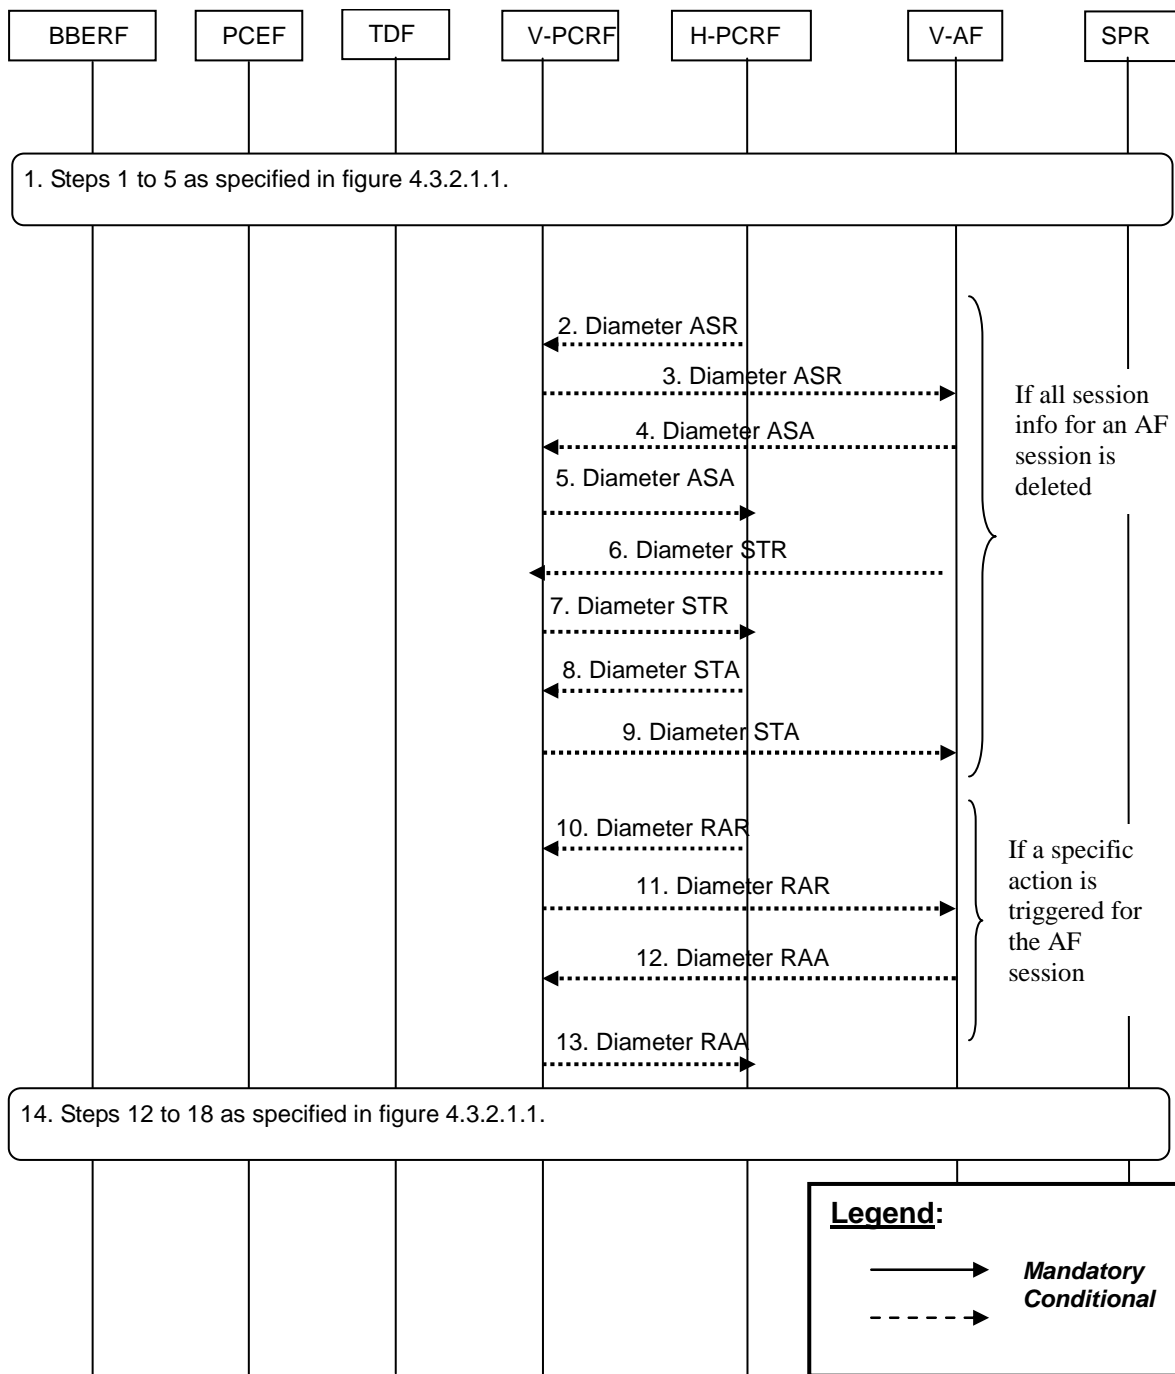 BBERF
PCEF
TDF
V-PCRF
H-PCRF
V-AF
SPR
1. Steps 1 to 5 as specified in figure 4.3.2.1.1.
2. Diameter ASR
3. Diameter ASR
4. Diameter ASA
5. Diameter ASA
6. Diameter STR
7. Diameter STR
8. Diameter STA
9. Diameter STA
If all session
info for an AF
session is
deleted
10. Diameter RAR
11. Diameter RAR
12. Diameter RAA
13. Diameter RAA
If a specific
action is
triggered for
the AF
session
14. Steps 12 to 18 as specified in figure 4.3.2.1.1.
Legend:
Mandatory
Conditional